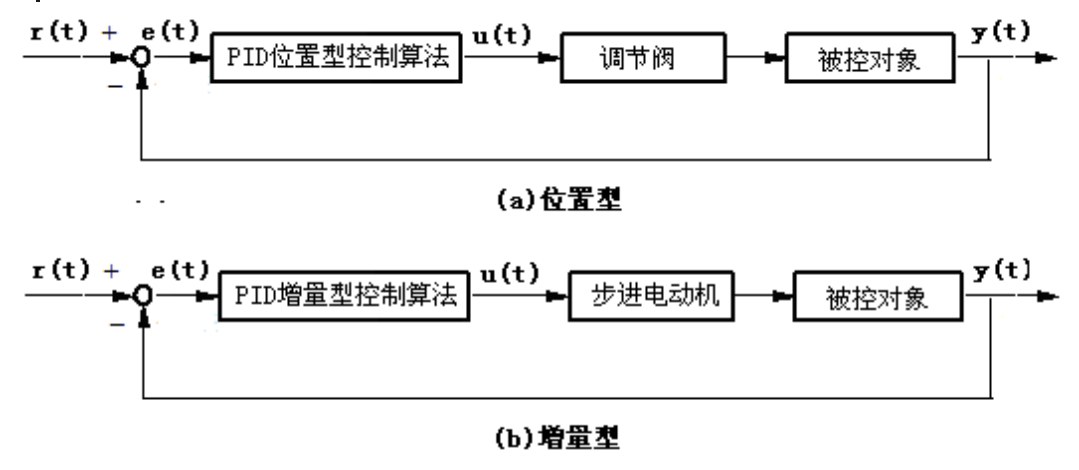 r(t) + e(t) PID位置型控制算法 u(t) 调节阀 被控对象 y(t)
−
(a)位置型
r(t) + e(t) PID增量型控制算法 u(t) 步进电动机 被控对象 y(t)
−
(b)增量型